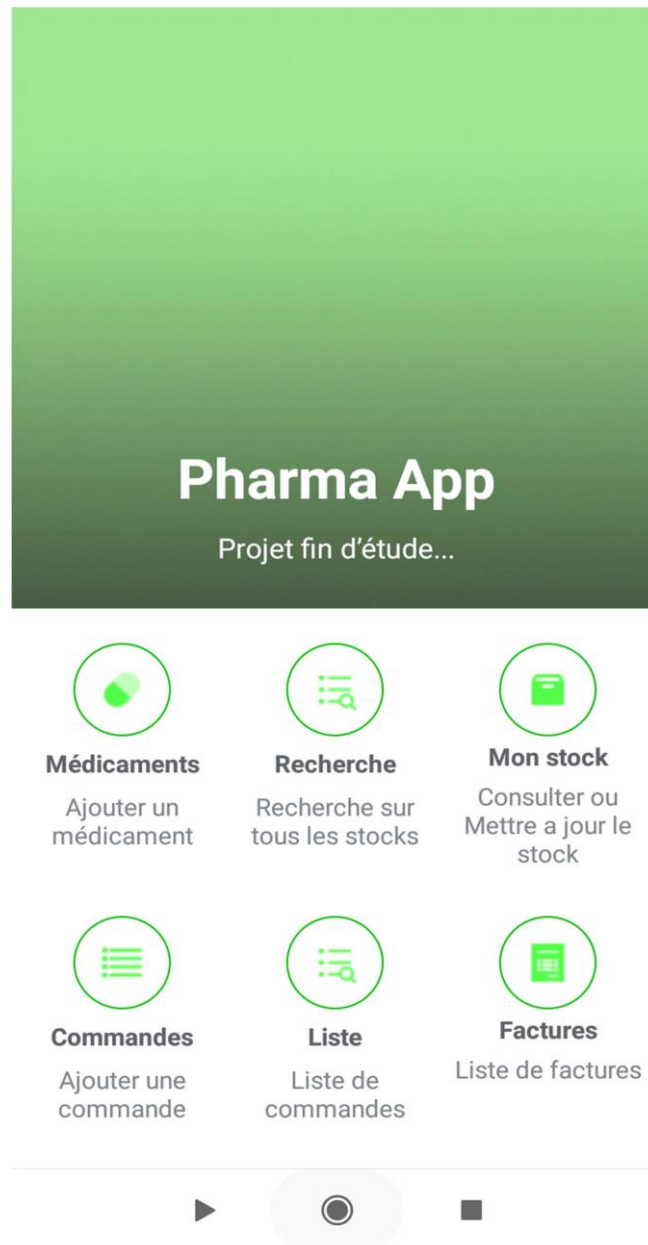 Pharma App
Projet fin d'étude...
Médicaments
Ajouter un
médicament
Recherche
Recherche sur
tous les stocks
Mon stock
Consulter ou
Mettre a jour le
stock
Commandes
Ajouter une
commande
Liste
Liste de
commandes
Factures
Liste de factures